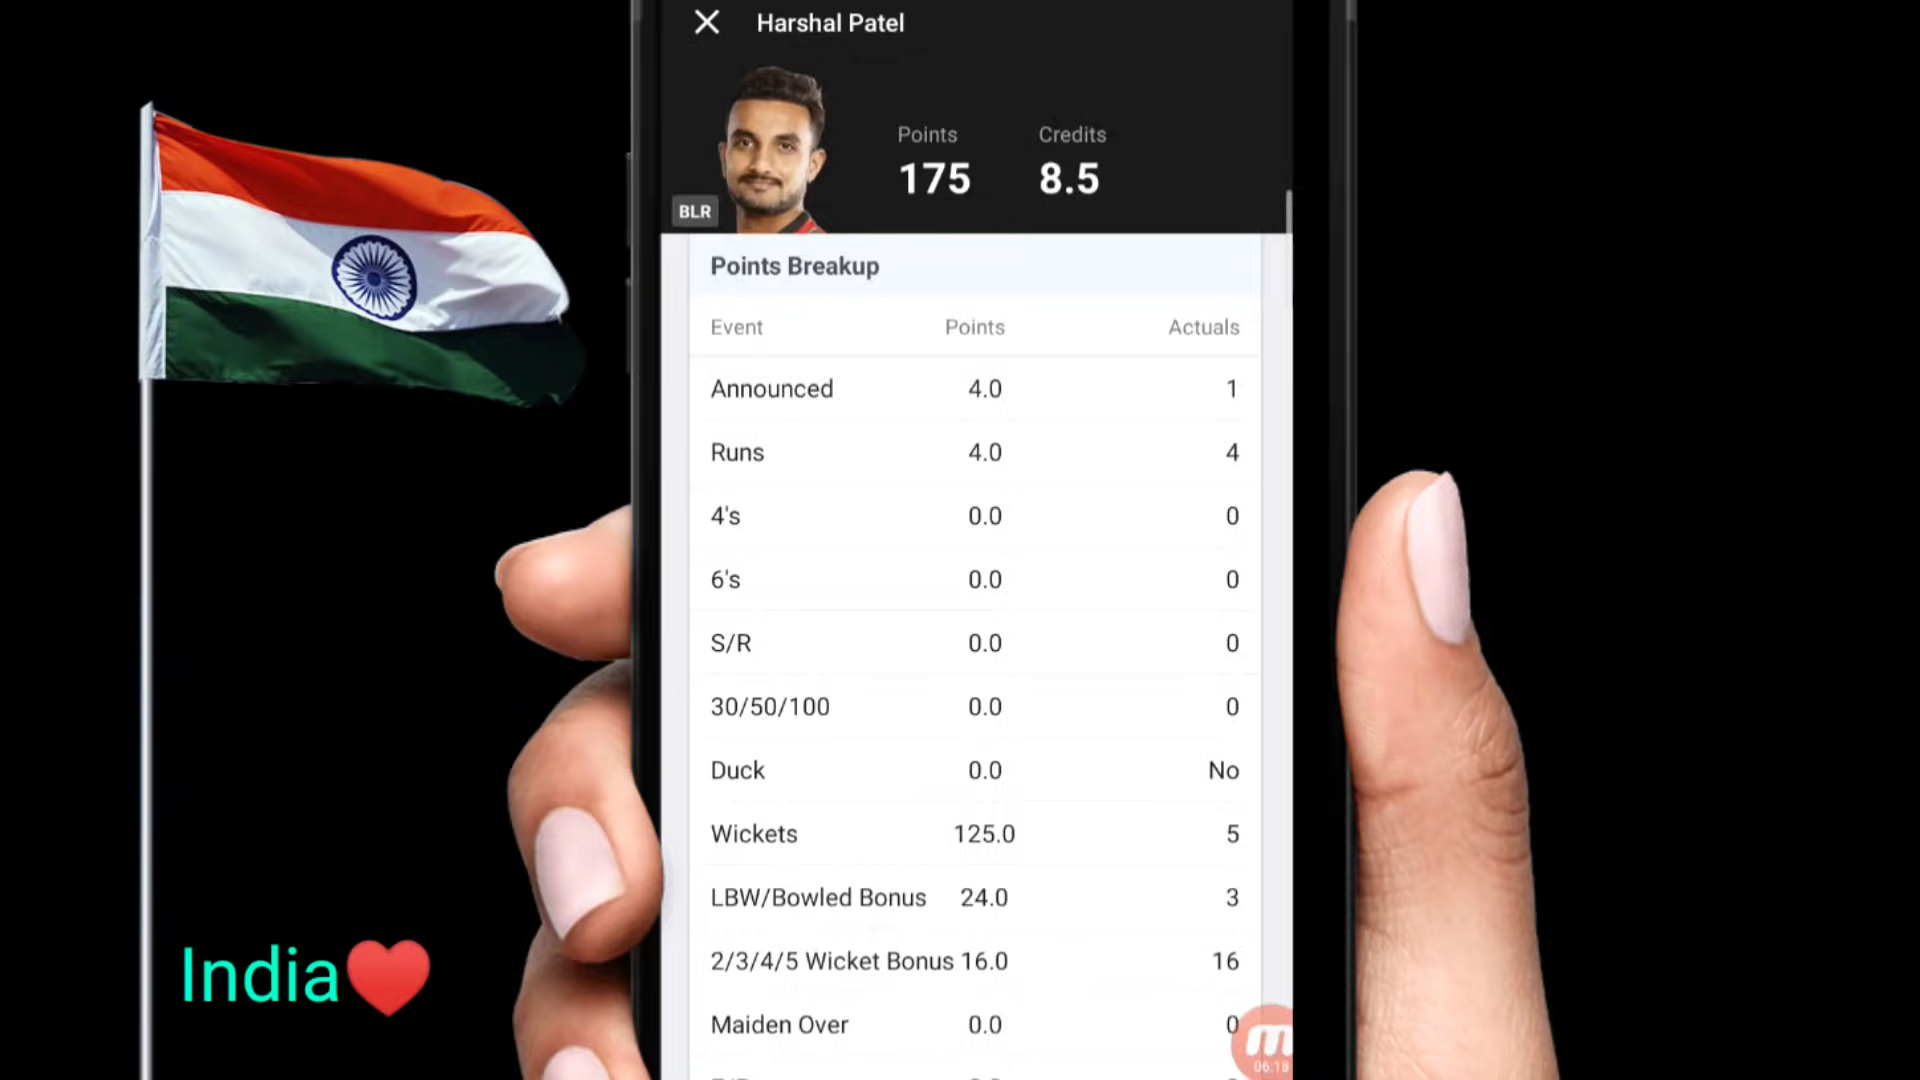 Harshal Patel
Points Credits
175 8.5
BLR
Points Breakup
Event Points Actuals
Announced 4.0 1
Runs 4.0 4
4's 0.0 0
6's 0.0 0
S/R 0.0 0
30/50/100 0.0 0
Duck 0.0 No
Wickets 125.0 5
LBW/Bowled Bonus 24.0 3
2/3/4/5 Wicket Bonus 16.0 16
Maiden Over 0.0 0
India❤️
m
06:18